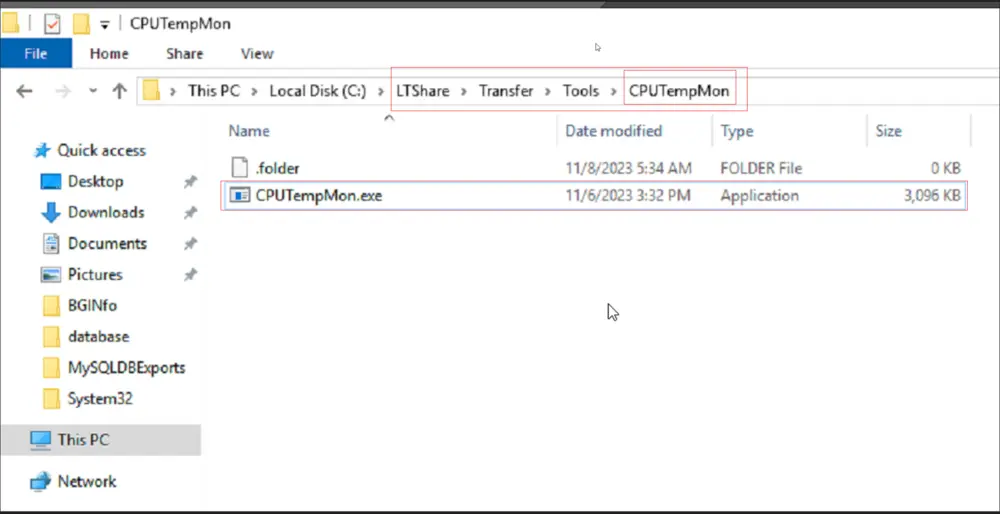 CPUTempMon
File Home Share View
This PC Local Disk (C:) LTShare Transfer Tools CPUTempMon
Name Date modified Type Size
.folder 11/8/2023 5:34 AM FOLDER File 0 KB
CPUTempMon.exe 11/6/2023 3:32 PM Application 3,096 KB
Quick access
Desktop
Downloads
Documents
Pictures
BGINfo
database
MySQLDBExports
System32
This PC
Network